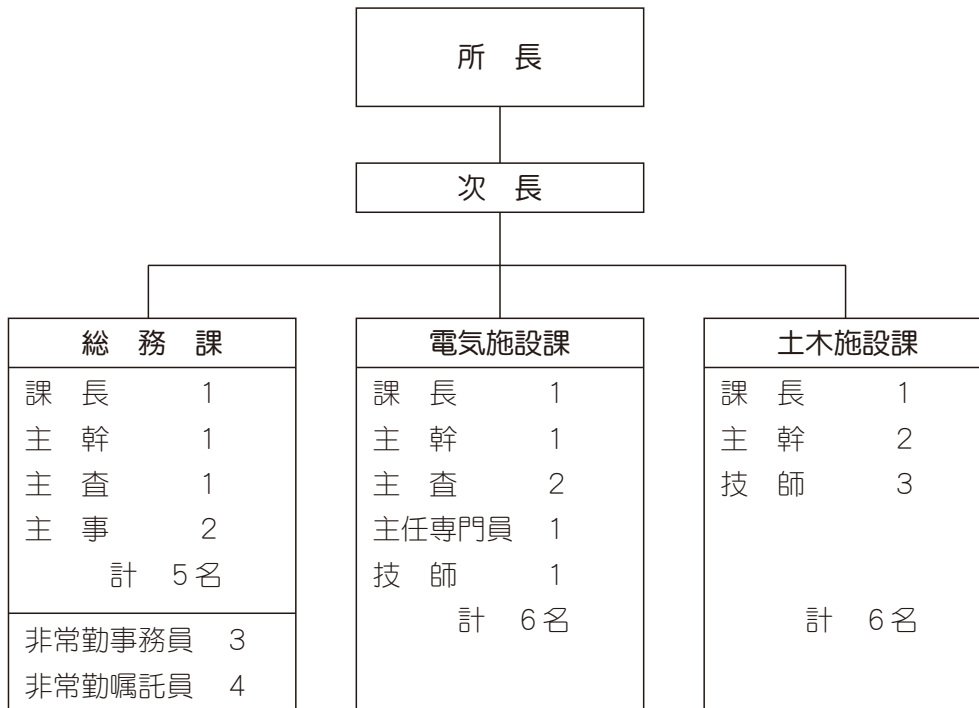 所 長
次 長
総 務 課
課 長 1
主 幹 1
主 査 1
主 事 2
計 5名
非常勤事務員 3
非常勤嘱託員 4
電気施設課
課 長 1
主 幹 1
主 査 2
主任専門員 1
技 師 1
計 6名
土木施設課
課 長 1
主 幹 2
技 師 3
計 6名